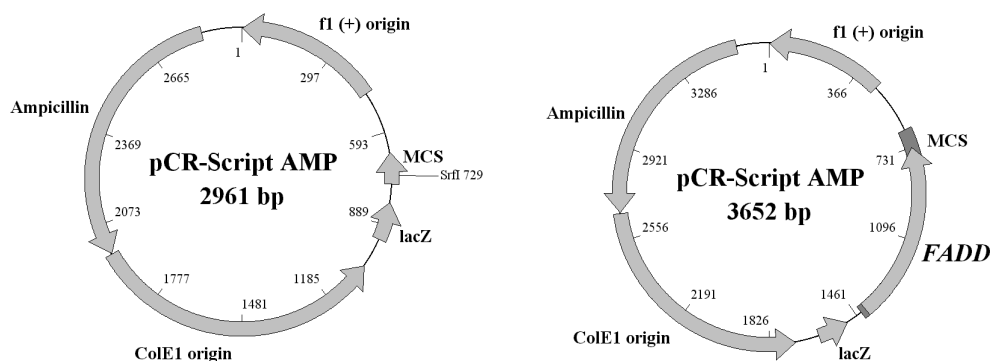 f1 (+) origin
1
297
2665
Ampicillin
2369
593
MCS
SrfI 729
pCR-Script AMP
2961 bp
2073
889
lacZ
1777
1185
1481
ColE1 origin
f1 (+) origin
1
366
3286
Ampicillin
MCS
731
2921
pCR-Script AMP
3652 bp
2556
1096
FADD
2191
1461
1826
ColE1 origin
lacZ